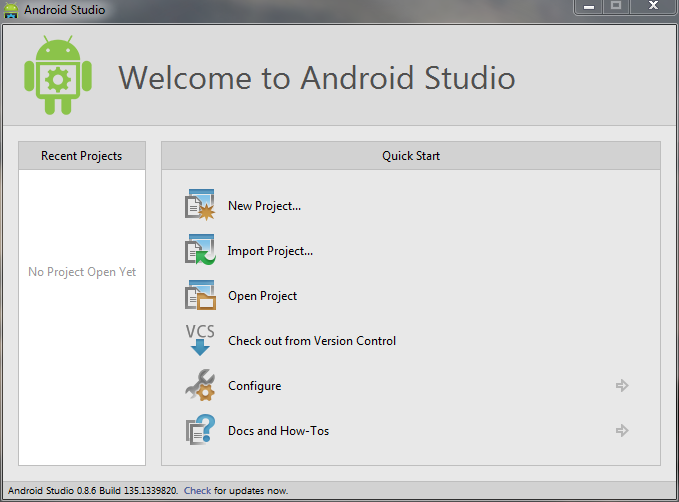 Android Studio
Welcome to Android Studio
Recent Projects
No Project Open Yet
Quick Start
New Project...
Import Project...
Open Project
VCS
Check out from Version Control
Configure
Docs and How-Tos
Android Studio 0.8.6 Build 135.1339820. Check for updates now.